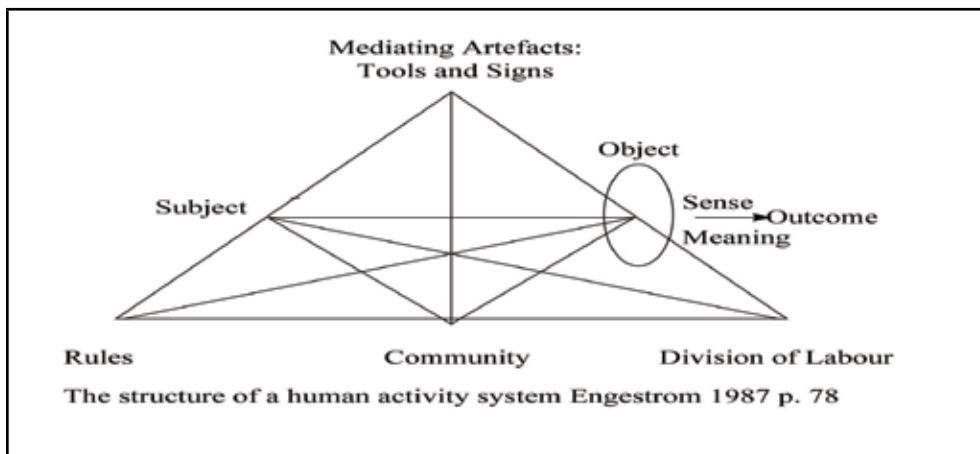 Mediating Artefacts:
Tools and Signs
Object
Subject
Sense
Outcome
Meaning
Rules
Community
Division of Labour
The structure of a human activity system Engestrom 1987 p. 78